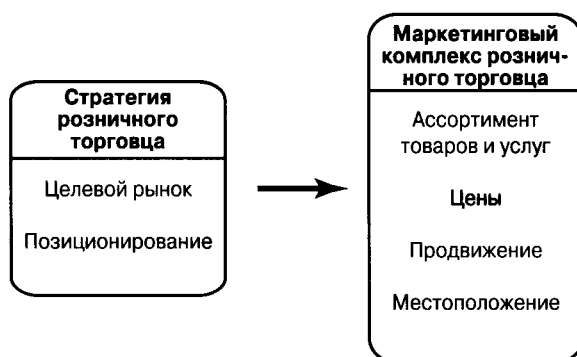 Стратегия
розничного
торговца
Целевой рынок
Позиционирование
Маркетинговый
комплекс рознич-
ного торговца
Ассортимент
товаров и услуг
Цены
Продвижение
Местоположение